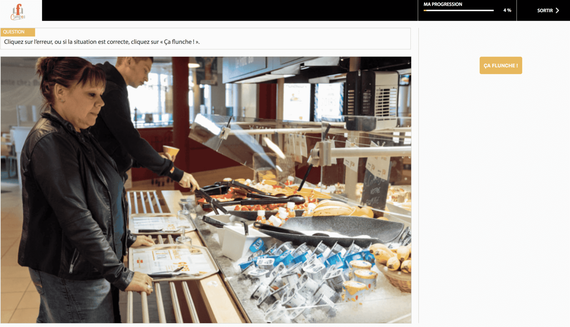 MA PROGRESSION
4 %
SORTIR
QUESTION
Cliquez sur l'erreur, ou si la situation est correcte, cliquez sur « Ça flunche ! ».
ÇA FLUNCHE !